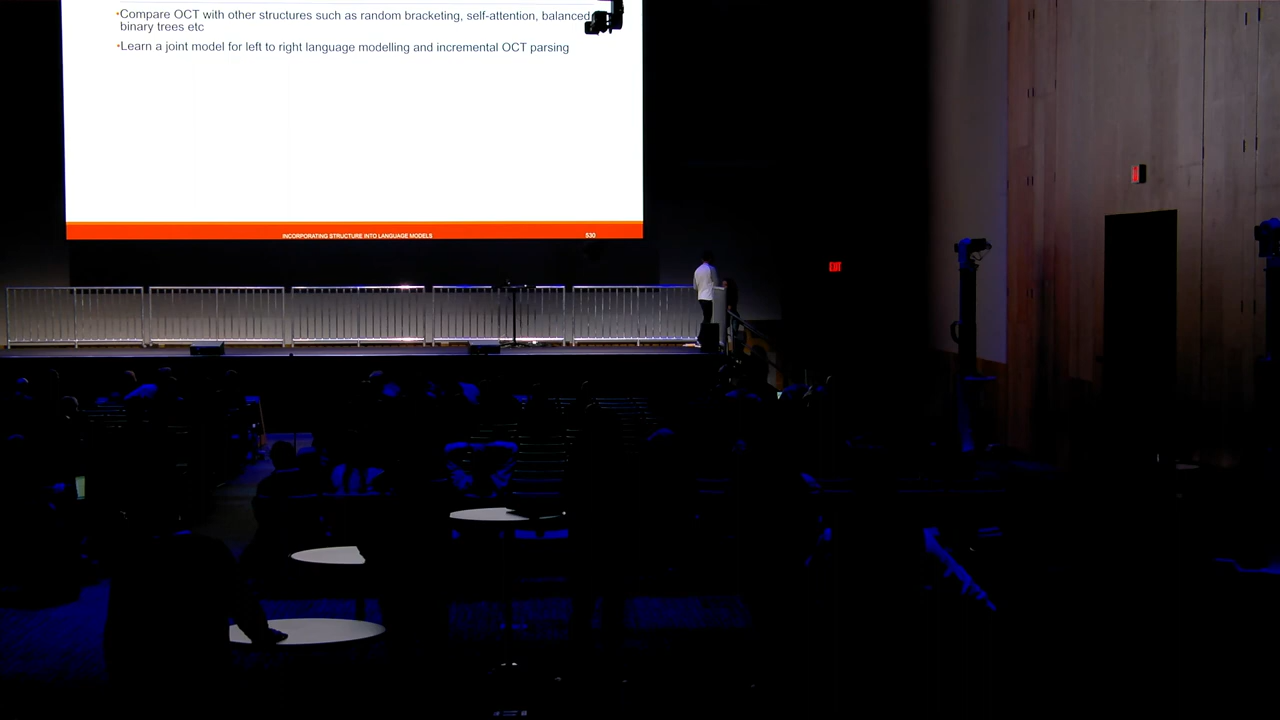 •Compare OCT with other structures such as random bracketing, self-attention, balanced
binary trees etc
•Learn a joint model for left to right language modelling and incremental OCT parsing
INCORPORATING STRUCTURE INTO LANGUAGE MODELS
530
EXIT